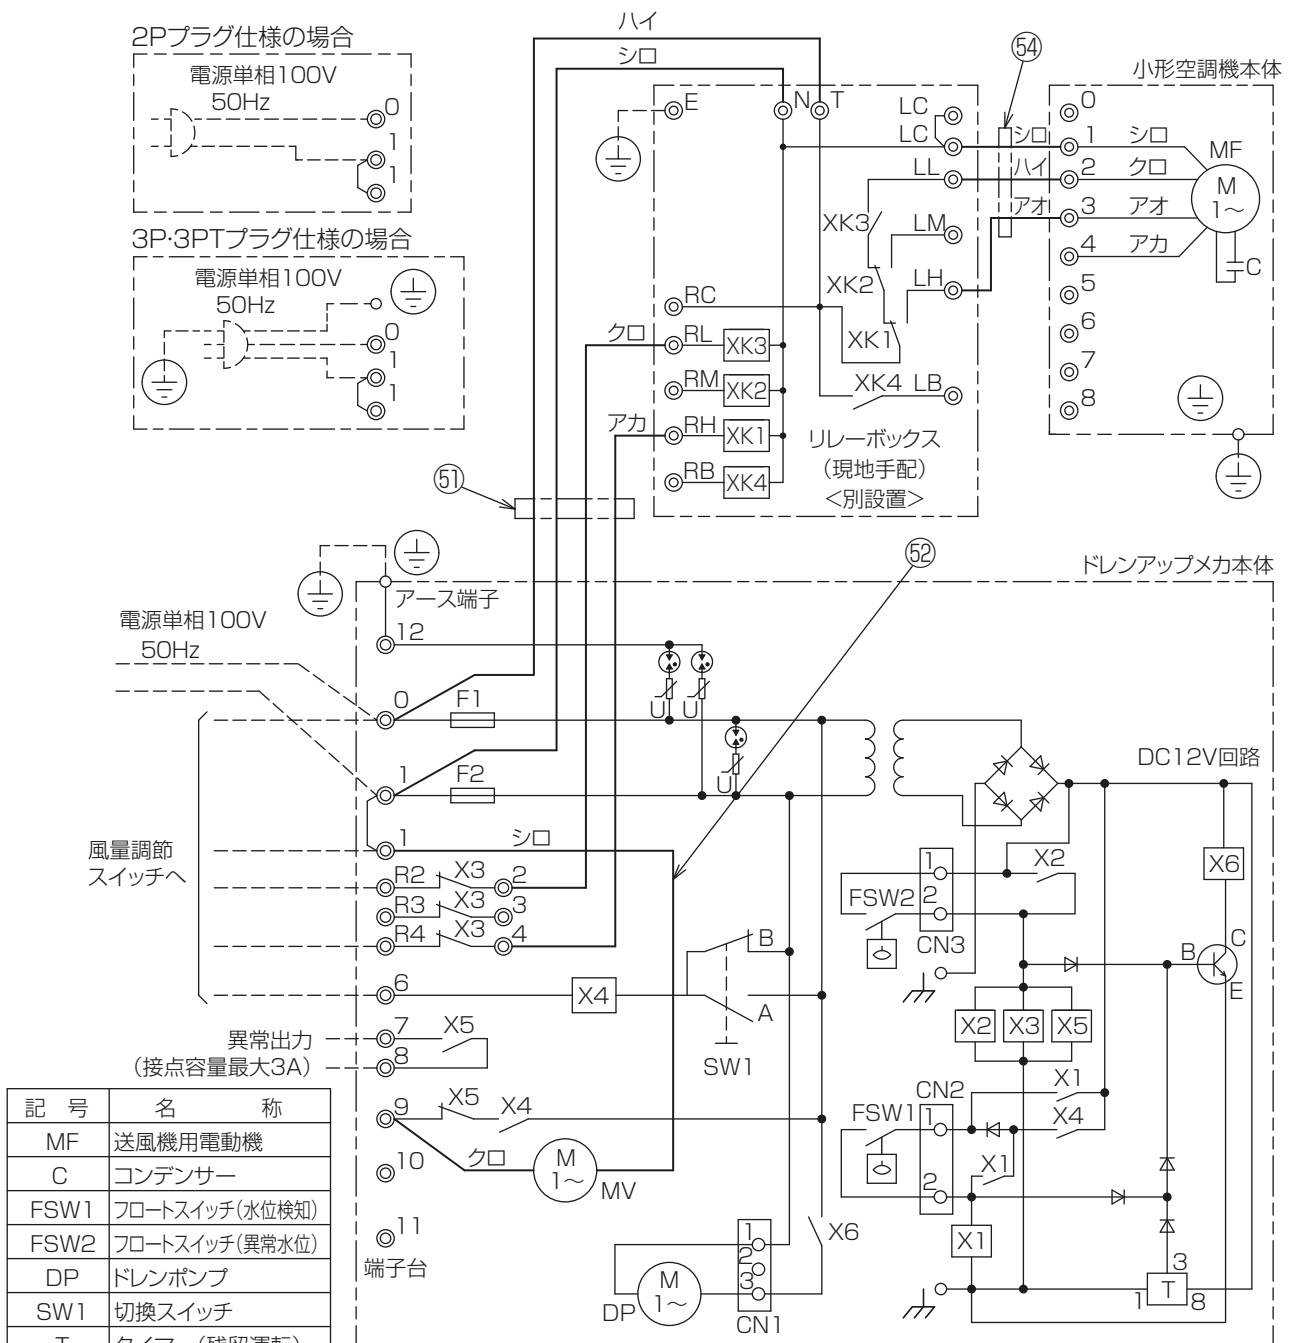 2Pプラグ仕様の場合
電源単相100V
50Hz
0
1
1
3P·3PTプラグ仕様の場合
電源単相100V
50Hz
0
1
1
ハイ
シロ
E
N
T
LC
LC
LL
LM
LH
XK3
XK2
XK1
XK4
LB
RC
クロ
RL
XK3
RM
XK2
アカ
RH
XK1
RB
XK4
リレーボックス
(現地手配)
<別設置>
54
小形空調機本体
0
シロ
1
シロ
ハイ
2
クロ
アオ
3
アオ
4
アカ
5
6
7
8
MF
M
1~
C
51
52
ドレンアップメカ本体
アース端子
12
電源単相100V
50Hz
0
F1
U
U
U
1
F2
DC12V回路
1
シロ
風量調節
スイッチへ
R2
X3
2
R3
X3
3
R4
X3
4
6
X4
B
A
SW1
7
X5
8
異常出力
(接点容量最大3A)
9
X5
X4
クロ
M
1~
MV
10
11
端子台
X6
DP
M
1~
1
2
3
CN1
X2
1
2
FSW2
CN3
X6
B
C
E
X2
X3
X5
CN2
X1
FSW1
1
X4
X1
2
X1
T
1
3
8
記 号 名 称
MF 送風機用電動機
C コンデンサー
FSW1 フロートスイッチ(水位検知)
FSW2 フロートスイッチ(異常水位)
DP ドレンポンプ
SW1 切換スイッチ
T タイマー(残留運転)